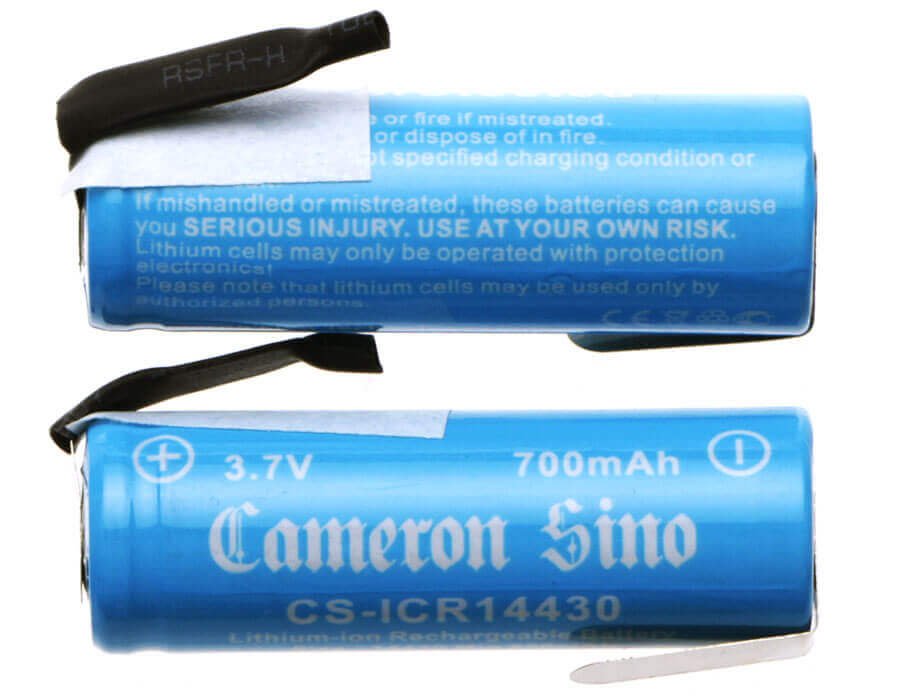 RSFR-H
or fire if mistreated.
or dispose of in fire.
specified charging condition or
If mishandled or mistreated, these batteries can cause
you SERIOUS INJURY. USE AT YOUR OWN RISK.
Lithium cells may only be operated with protection
electronics!
Please note that lithium cells may be used only by
authorized persons.
CE
+ 3.7V 700mAh −
Cameron Sino
CS-ICR14430
Lithium-ion Rechargeable Battery